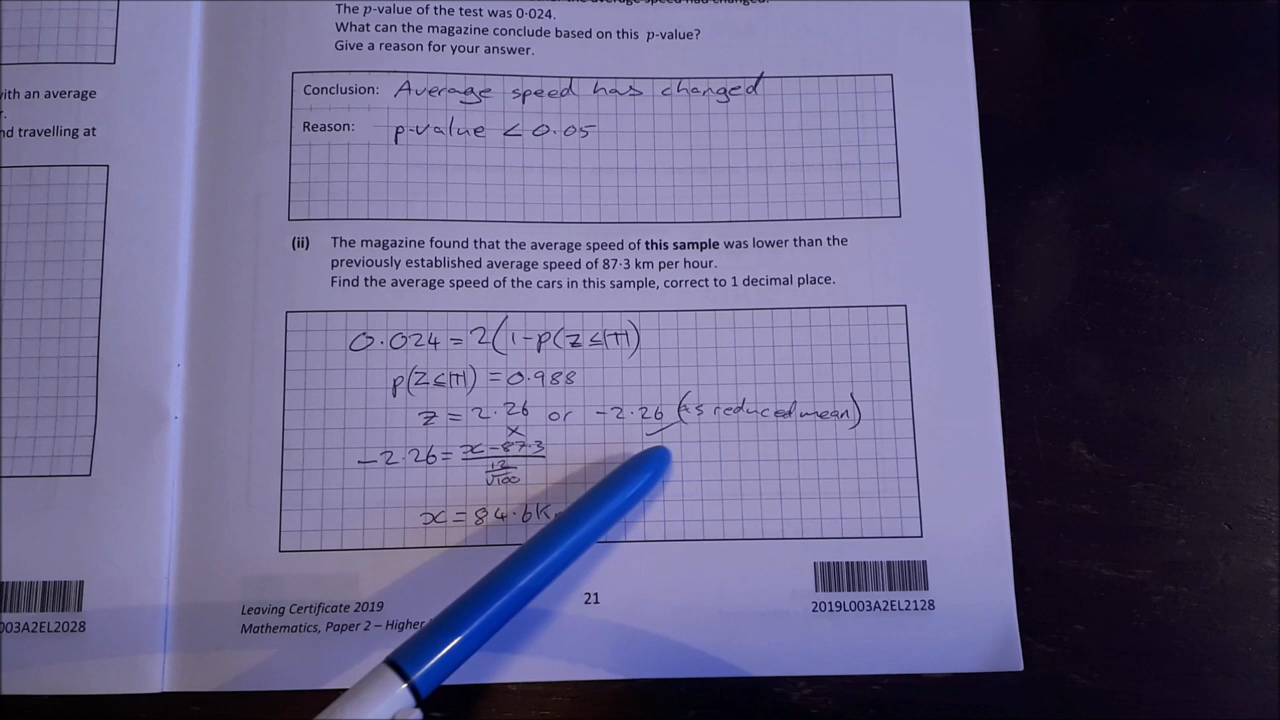 The p-value of the test was 0·024.
What can the magazine conclude based on this p-value?
Give a reason for your answer.
with an average
nd travelling at
Conclusion: Average speed has changed
Reason: p-value < 0.05
(ii) The magazine found that the average speed of this sample was lower than the
previously established average speed of 87·3 km per hour.
Find the average speed of the cars in this sample, correct to 1 decimal place.
0.024 = 2(1-p(Z≤|T|)
p(Z≤|T|) = 0.988
z = 2.26 or -2.26 (as reduced mean)
x ✓
-2.26 = x-87.3
12
√100
x = 84.6K
Leaving Certificate 2019
Mathematics, Paper 2 – Higher
21
2019L003A2EL2128
003A2EL2028